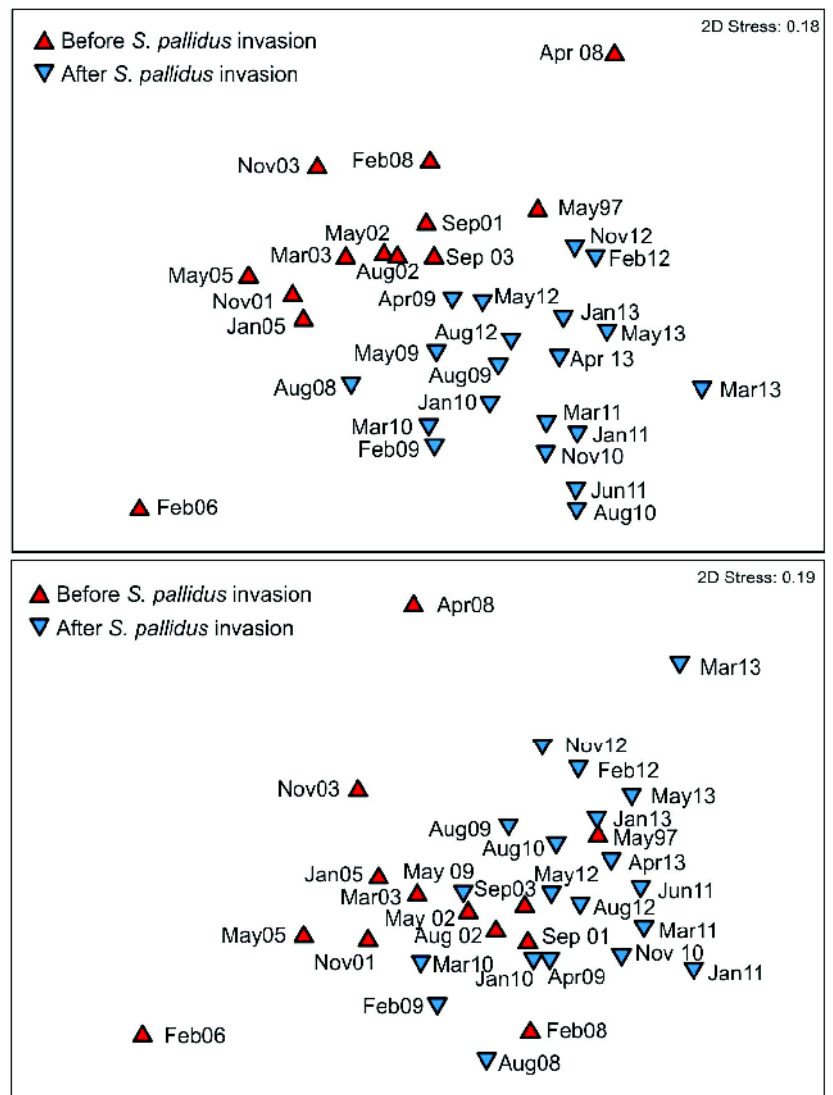 2D Stress: 0.18
Before S. pallidus invasion
After S. pallidus invasion
Apr 08
Nov03
Feb08
May97
Sep01
May02
Nov12
Mar03
Sep 03
Feb12
Aug02
May05
Nov01
Apr09
May12
Jan05
Jan13
May13
Aug12
May09
Apr 13
Aug09
Aug08
Mar13
Jan10
Mar10
Mar11
Jan11
Feb09
Nov10
Jun11
Feb06
Aug10
2D Stress: 0.19
Before S. pallidus invasion
After S. pallidus invasion
Apr08
Mar13
Nov12
Feb12
Nov03
May13
Jan13
Aug09
May97
Aug10
Apr13
Jan05
May 09
May12
Mar03
Sep03
Jun11
Aug12
May 02
Mar11
May05
Aug 02
Sep 01
Nov01
Nov 10
Mar10
Jan10
Apr09
Jan11
Feb09
Feb06
Feb08
Aug08